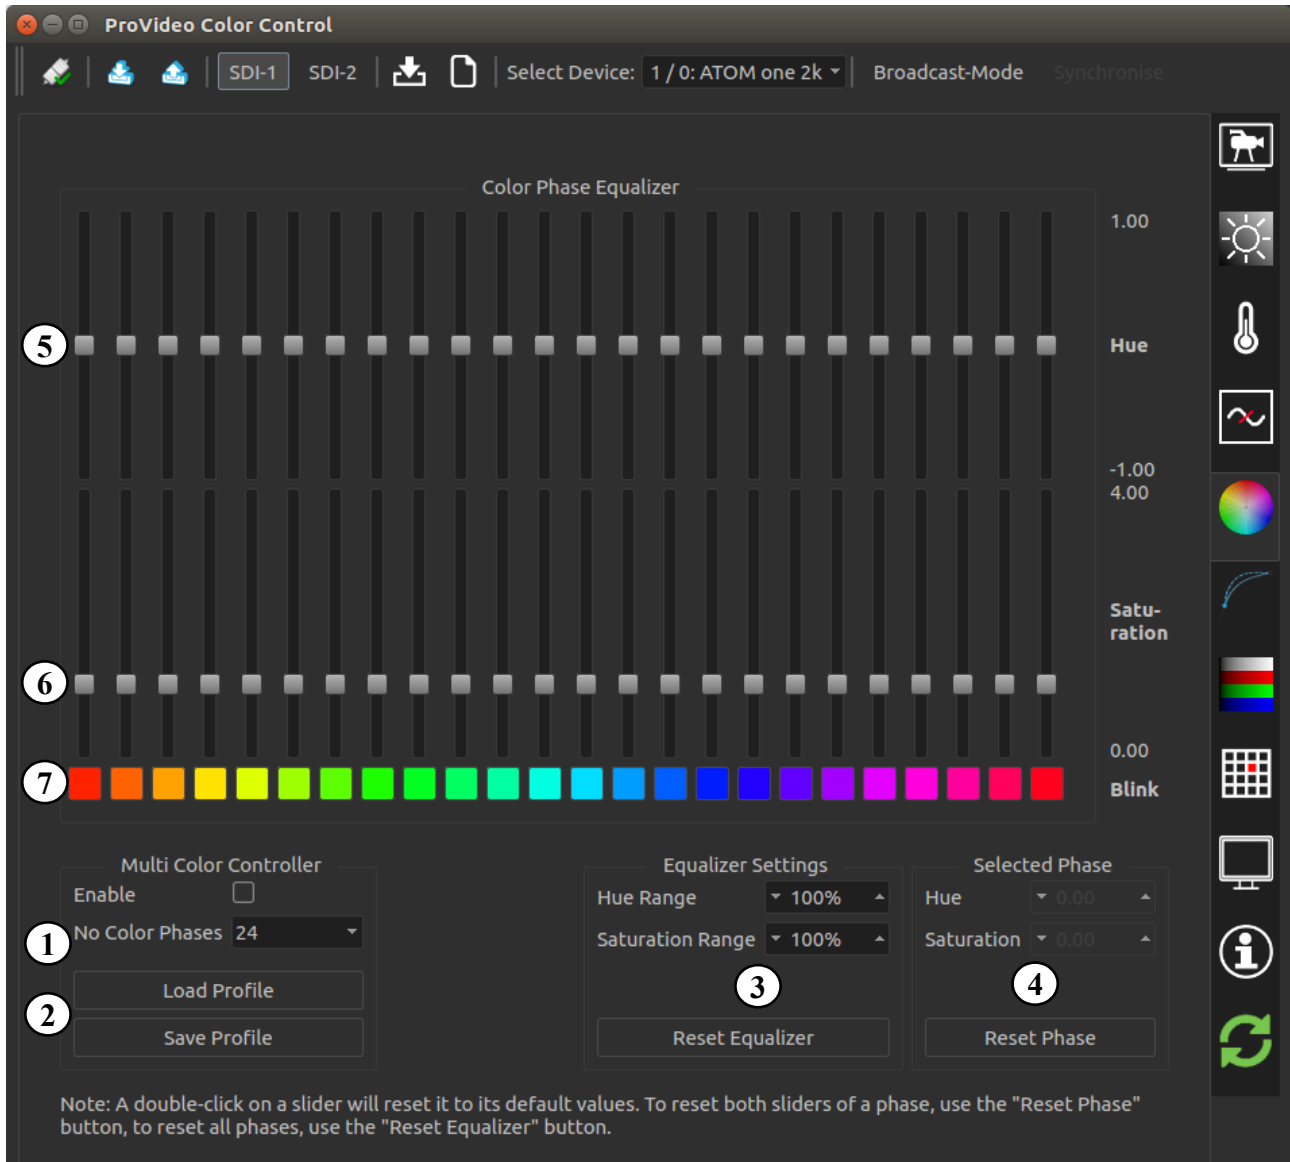 ProVideo Color Control
SDI-1 SDI-2 Select Device: 1 / 0: ATOM one 2k Broadcast-Mode Synchronise
Color Phase Equalizer
1.00
5 Hue
-1.00
4.00
Satu-
ration
6
0.00
7 Blink
Multi Color Controller Equalizer Settings Selected Phase
Enable Hue Range 100% Hue 0.00
1 No Color Phases 24 Saturation Range 100% Saturation 0.00
2 Load Profile 3 4
Save Profile Reset Equalizer Reset Phase
Note: A double-click on a slider will reset it to its default values. To reset both sliders of a phase, use the "Reset Phase"
button, to reset all phases, use the "Reset Equalizer" button.